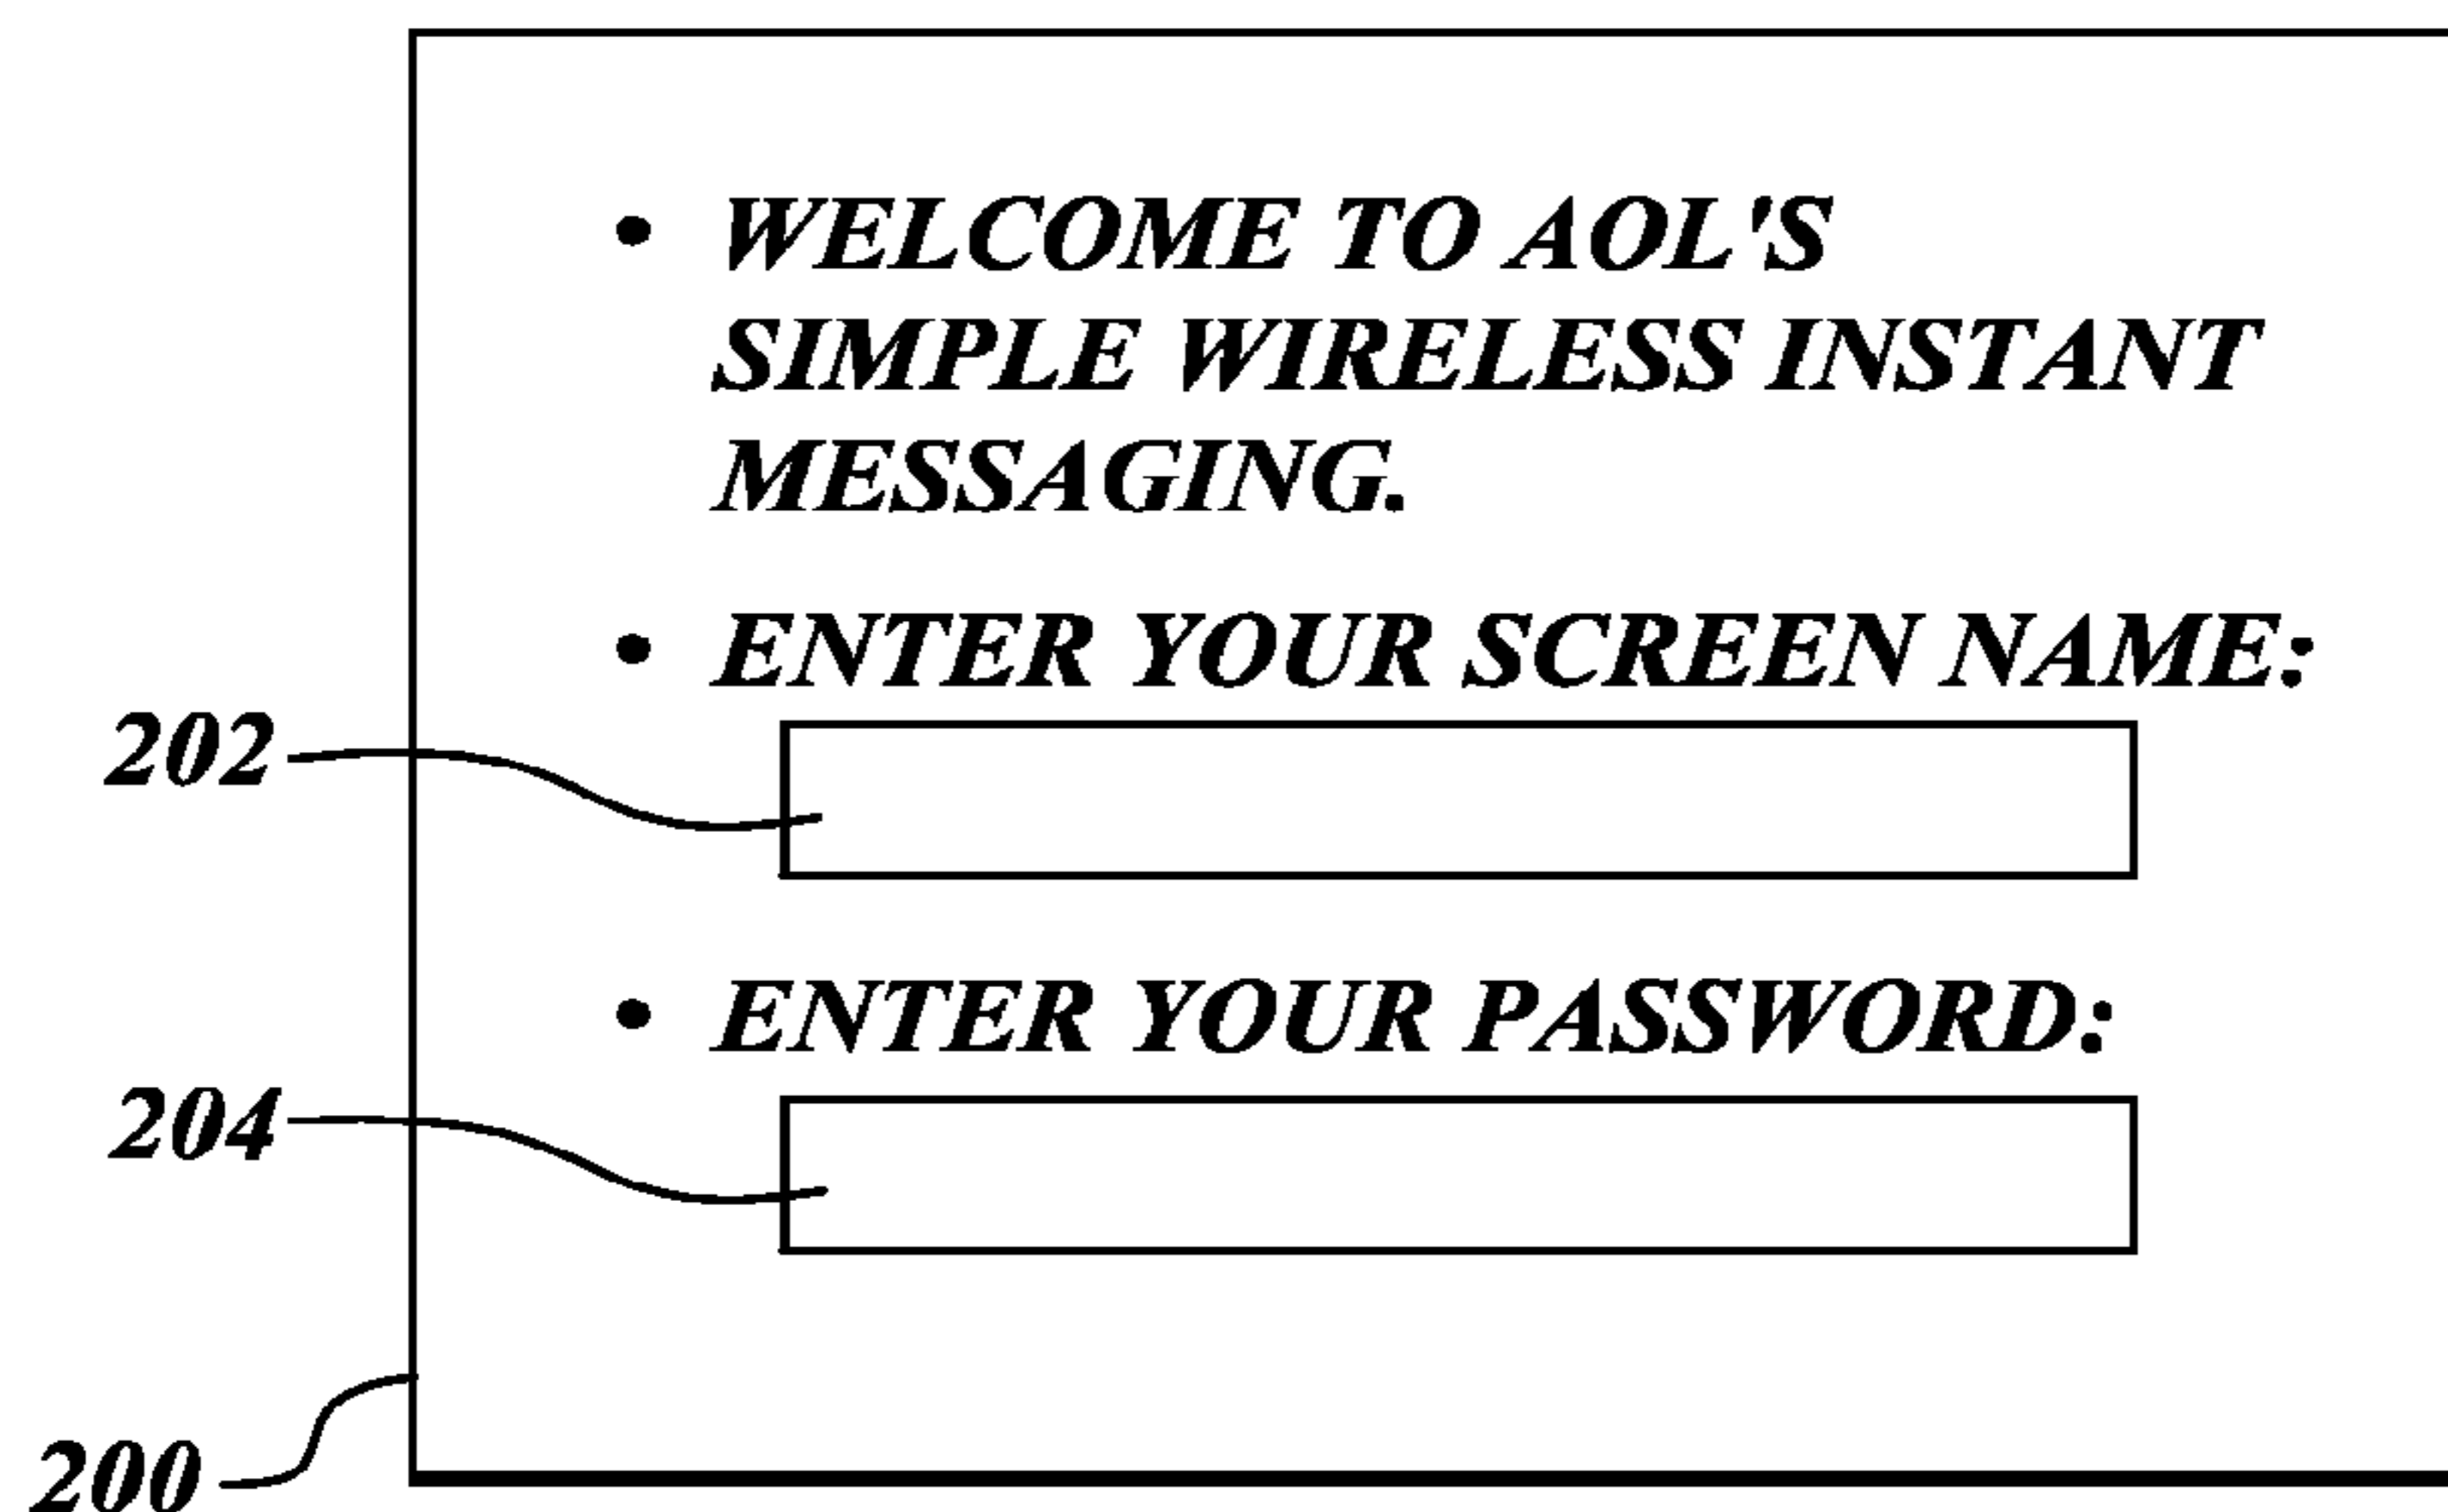 • WELCOME TO AOL'S
SIMPLE WIRELESS INSTANT
MESSAGING.
• ENTER YOUR SCREEN NAME:
202
• ENTER YOUR PASSWORD:
204
200